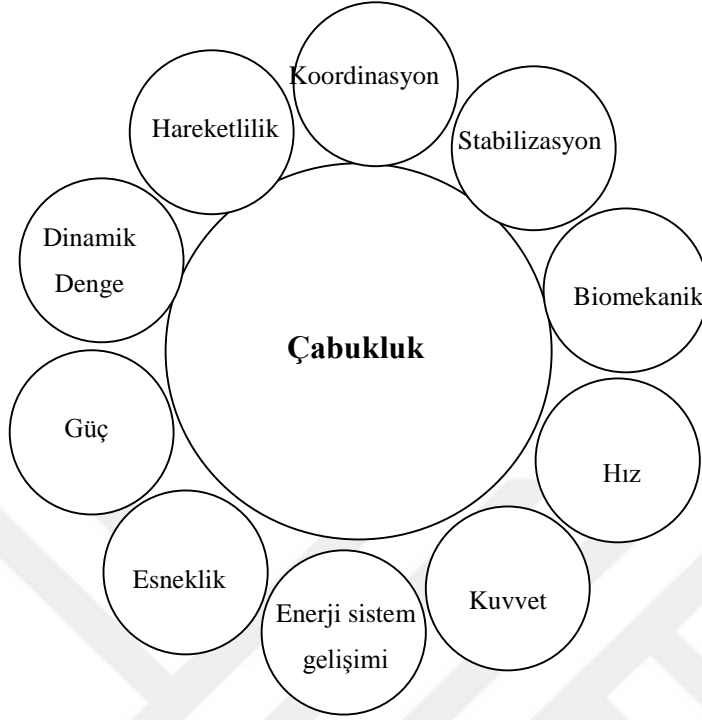 Koordinasyon
Hareketlilik
Stabilizasyon
Dinamik
Denge
Biomekanik
Çabukluk
Güç
Hız
Esneklik
Kuvvet
Enerji sistem
gelişimi